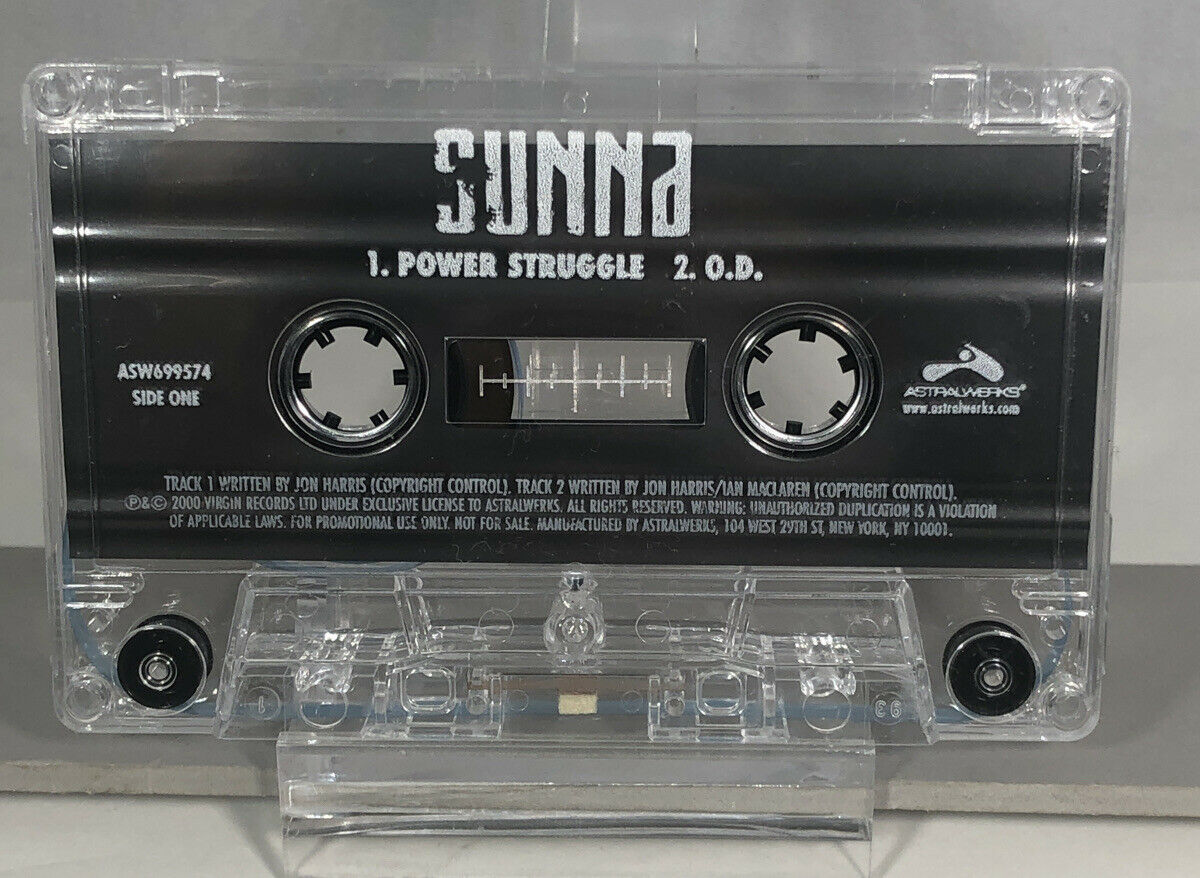 SUNNA
1. POWER STRUGGLE 2. O.D.
ASW699574
SIDE ONE
ASTRALWERKS®
www.astralwerks.com
TRACK 1 WRITTEN BY JON HARRIS (COPYRIGHT CONTROL). TRACK 2 WRITTEN BY JON HARRIS/IAN MACLAREN (COPYRIGHT CONTROL).
℗&© 2000 VIRGIN RECORDS LTD UNDER EXCLUSIVE LICENSE TO ASTRALWERKS. ALL RIGHTS RESERVED. WARNING: UNAUTHORIZED DUPLICATION IS A VIOLATION
OF APPLICABLE LAWS. FOR PROMOTIONAL USE ONLY. NOT FOR SALE. MANUFACTURED BY ASTRALWERKS, 104 WEST 29TH ST, NEW YORK, NY 10001.